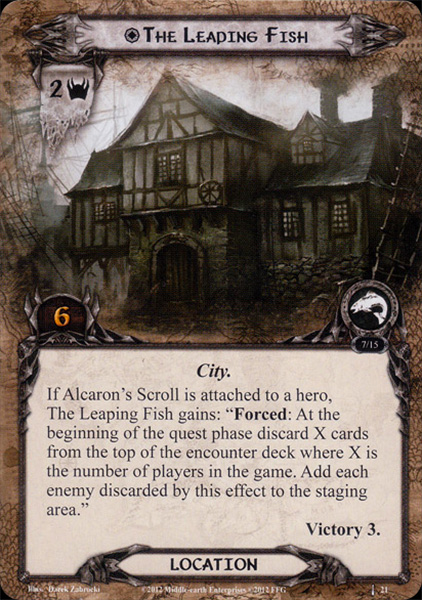 The Leaping Fish
2
6
7/15
City.
If Alcaron's Scroll is attached to a hero,
The Leaping Fish gains: “Forced: At the
beginning of the quest phase discard X cards
from the top of the encounter deck where X is
the number of players in the game. Add each
enemy discarded by this effect to the staging
area.”
Victory 3.
Illus. Darek Zabrocki
©2012 Middle-earth Enterprises ©2012 FFG
21
LOCATION